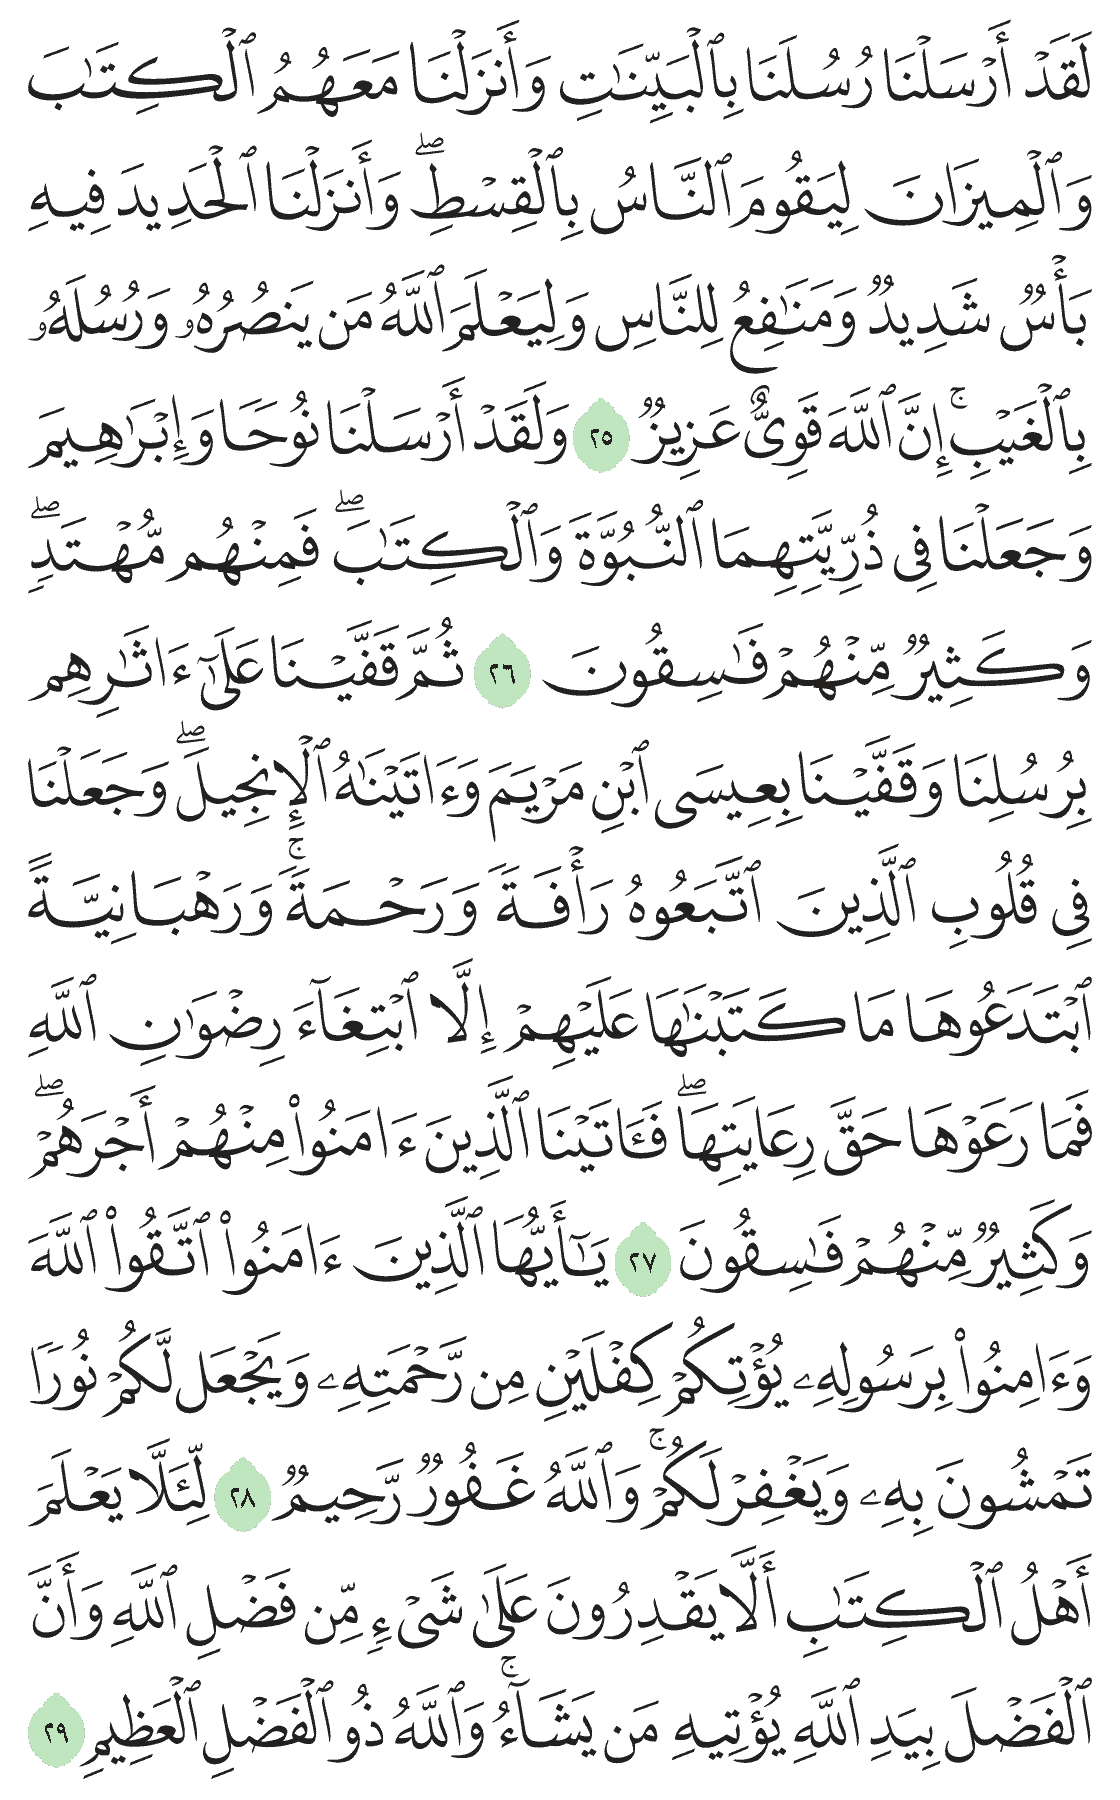 لَقَدْ أَرْسَلْنَا رُسُلَنَا بِٱلْبَيِّنَٰتِ وَأَنزَلْنَا مَعَهُمُ ٱلْكِتَٰبَ
وَٱلْمِيزَانَ لِيَقُومَ ٱلنَّاسُ بِٱلْقِسْطِۖ وَأَنزَلْنَا ٱلْحَدِيدَ فِيهِ
بَأْسٌ شَدِيدٌ وَمَنَٰفِعُ لِلنَّاسِ وَلِيَعْلَمَ ٱللَّهُ مَن يَنصُرُهُۥ وَرُسُلَهُۥ
بِٱلْغَيْبِۚ إِنَّ ٱللَّهَ قَوِىٌّ عَزِيزٌ ٢٥ وَلَقَدْ أَرْسَلْنَا نُوحًا وَإِبْرَٰهِيمَ
وَجَعَلْنَا فِى ذُرِّيَّتِهِمَا ٱلنُّبُوَّةَ وَٱلْكِتَٰبَۖ فَمِنْهُم مُّهْتَدٍۖ
وَكَثِيرٌ مِّنْهُمْ فَٰسِقُونَ ٢٦ ثُمَّ قَفَّيْنَا عَلَىٰٓ ءَاثَٰرِهِم
بِرُسُلِنَا وَقَفَّيْنَا بِعِيسَى ٱبْنِ مَرْيَمَ وَءَاتَيْنَٰهُ ٱلْإِنجِيلَۖ وَجَعَلْنَا
فِى قُلُوبِ ٱلَّذِينَ ٱتَّبَعُوهُ رَأْفَةً وَرَحْمَةًۚ وَرَهْبَانِيَّةً
ٱبْتَدَعُوهَا مَا كَتَبْنَٰهَا عَلَيْهِمْ إِلَّا ٱبْتِغَآءَ رِضْوَٰنِ ٱللَّهِ
فَمَا رَعَوْهَا حَقَّ رِعَايَتِهَاۖ فَـَٔاتَيْنَا ٱلَّذِينَ ءَامَنُوا۟ مِنْهُمْ أَجْرَهُمْۖ
وَكَثِيرٌ مِّنْهُمْ فَٰسِقُونَ ٢٧ يَٰٓأَيُّهَا ٱلَّذِينَ ءَامَنُوا۟ ٱتَّقُوا۟ ٱللَّهَ
وَءَامِنُوا۟ بِرَسُولِهِۦ يُؤْتِكُمْ كِفْلَيْنِ مِن رَّحْمَتِهِۦ وَيَجْعَل لَّكُمْ نُورًا
تَمْشُونَ بِهِۦ وَيَغْفِرْ لَكُمْۚ وَٱللَّهُ غَفُورٌ رَّحِيمٌ ٢٨ لِّئَلَّا يَعْلَمَ
أَهْلُ ٱلْكِتَٰبِ أَلَّا يَقْدِرُونَ عَلَىٰ شَىْءٍ مِّن فَضْلِ ٱللَّهِ وَأَنَّ
ٱلْفَضْلَ بِيَدِ ٱللَّهِ يُؤْتِيهِ مَن يَشَآءُۚ وَٱللَّهُ ذُو ٱلْفَضْلِ ٱلْعَظِيمِ ٢٩